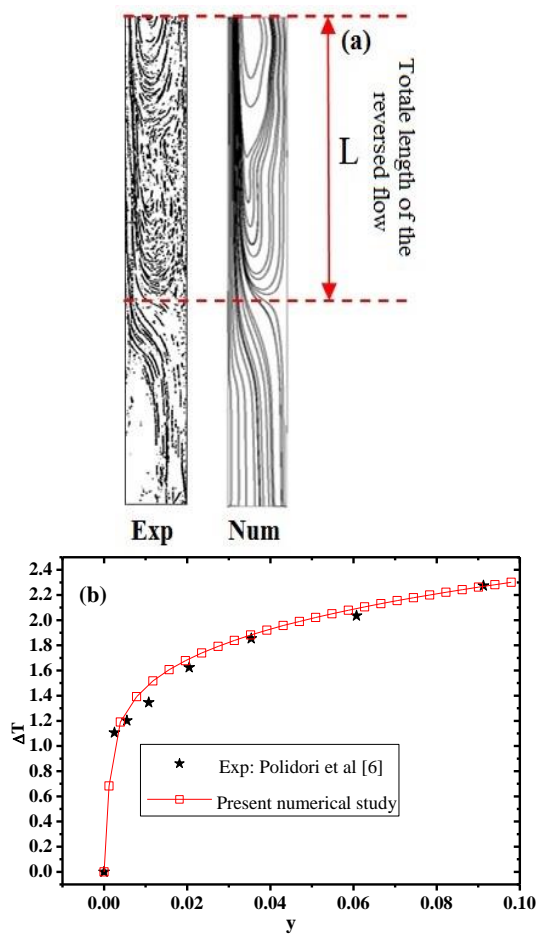 (a)
Totale length of the
reversed flow
L
Exp Num
(b)
ΔT
2.4
2.2
2.0
1.8
1.6
1.4
1.2
1.0
0.8
0.6
0.4
0.2
0.0
Exp: Polidori et al [6]
Present numerical study
0.00 0.02 0.04 0.06 0.08 0.10
y